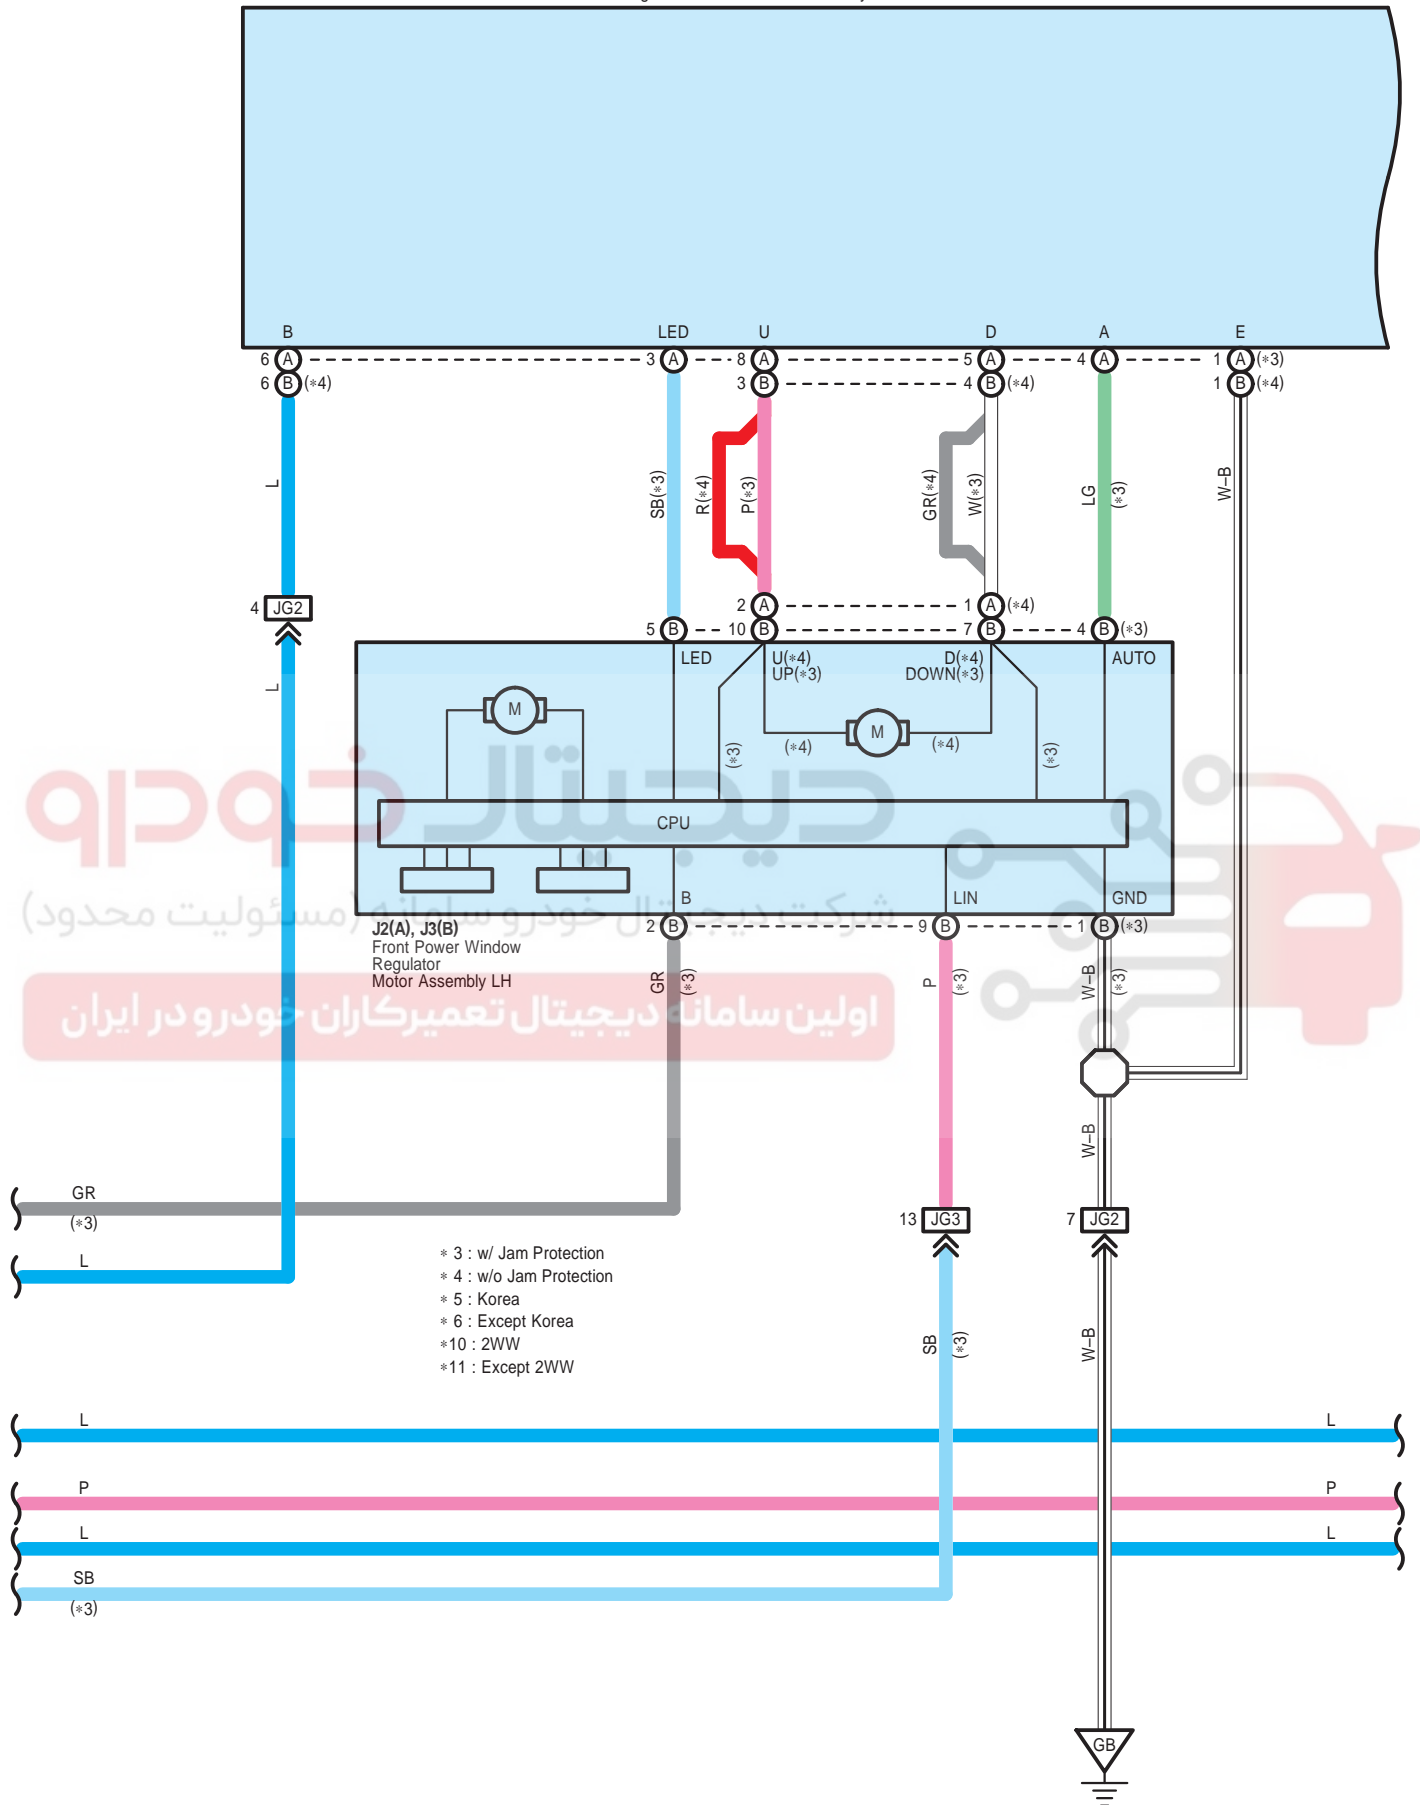 B LED U D A E
6 A 3 A 8 A 5 A 4 A 1 A (*3)
6 B (*4) 3 B 4 B (*4) 1 B (*4)
L SB(*3) R(*4) P(*3) GR(*4) W(*3) LG (*3) W–B
4 JG2 2 A 1 A (*4)
5 B 10 B 7 B 4 B (*3)
LED U(*4) D(*4) AUTO
UP(*3) DOWN(*3)
L
M M
(*3) (*4) (*4) (*3)
دیجیتال خودرو
CPU
B LIN GND
شرکت دیجیتال خودرو سامانه (مسئولیت محدود)
2 B 9 B 1 B (*3)
J2(A), J3(B)
Front Power Window
Regulator
Motor Assembly LH
GR (*3) P (*3) W–B (*3)
اولین سامانه دیجیتال تعمیرکاران خودرو در ایران
W–B
GR
(*3)
13 JG3 7 JG2
L
* 3 : w/ Jam Protection
* 4 : w/o Jam Protection
* 5 : Korea
* 6 : Except Korea
*10 : 2WW
*11 : Except 2WW
SB (*3) W–B
L L
P P
L L
SB
(*3)
GB